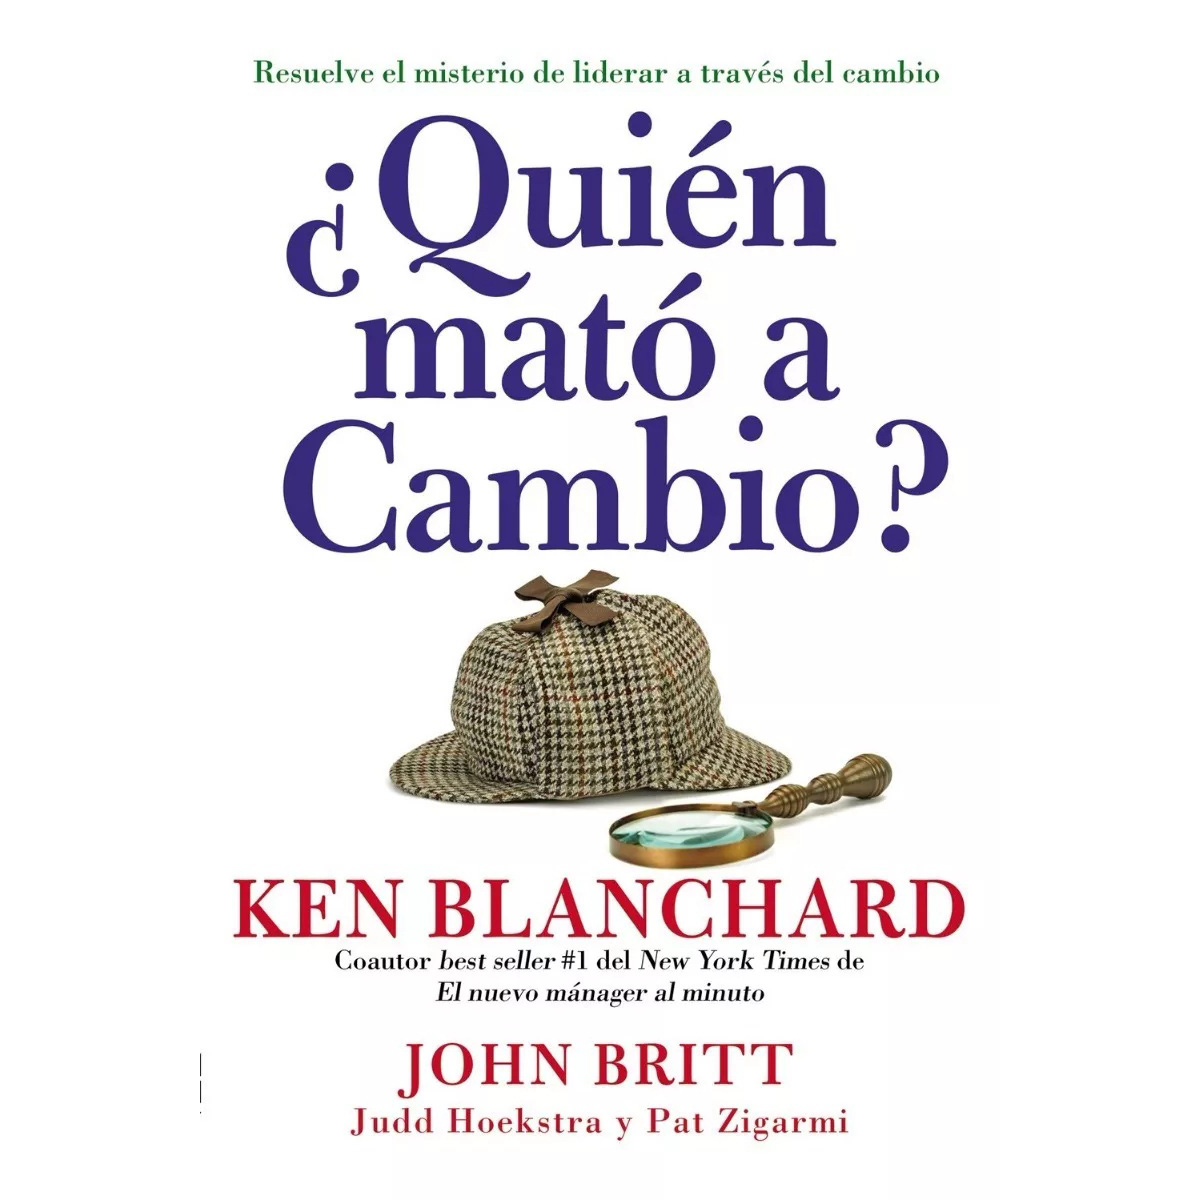 Resuelve el misterio de liderar a través del cambio
¿Quién
mató a
Cambio?
KEN BLANCHARD
Coautor best seller #1 del New York Times de
El nuevo mánager al minuto
JOHN BRITT
Judd Hoekstra y Pat Zigarmi